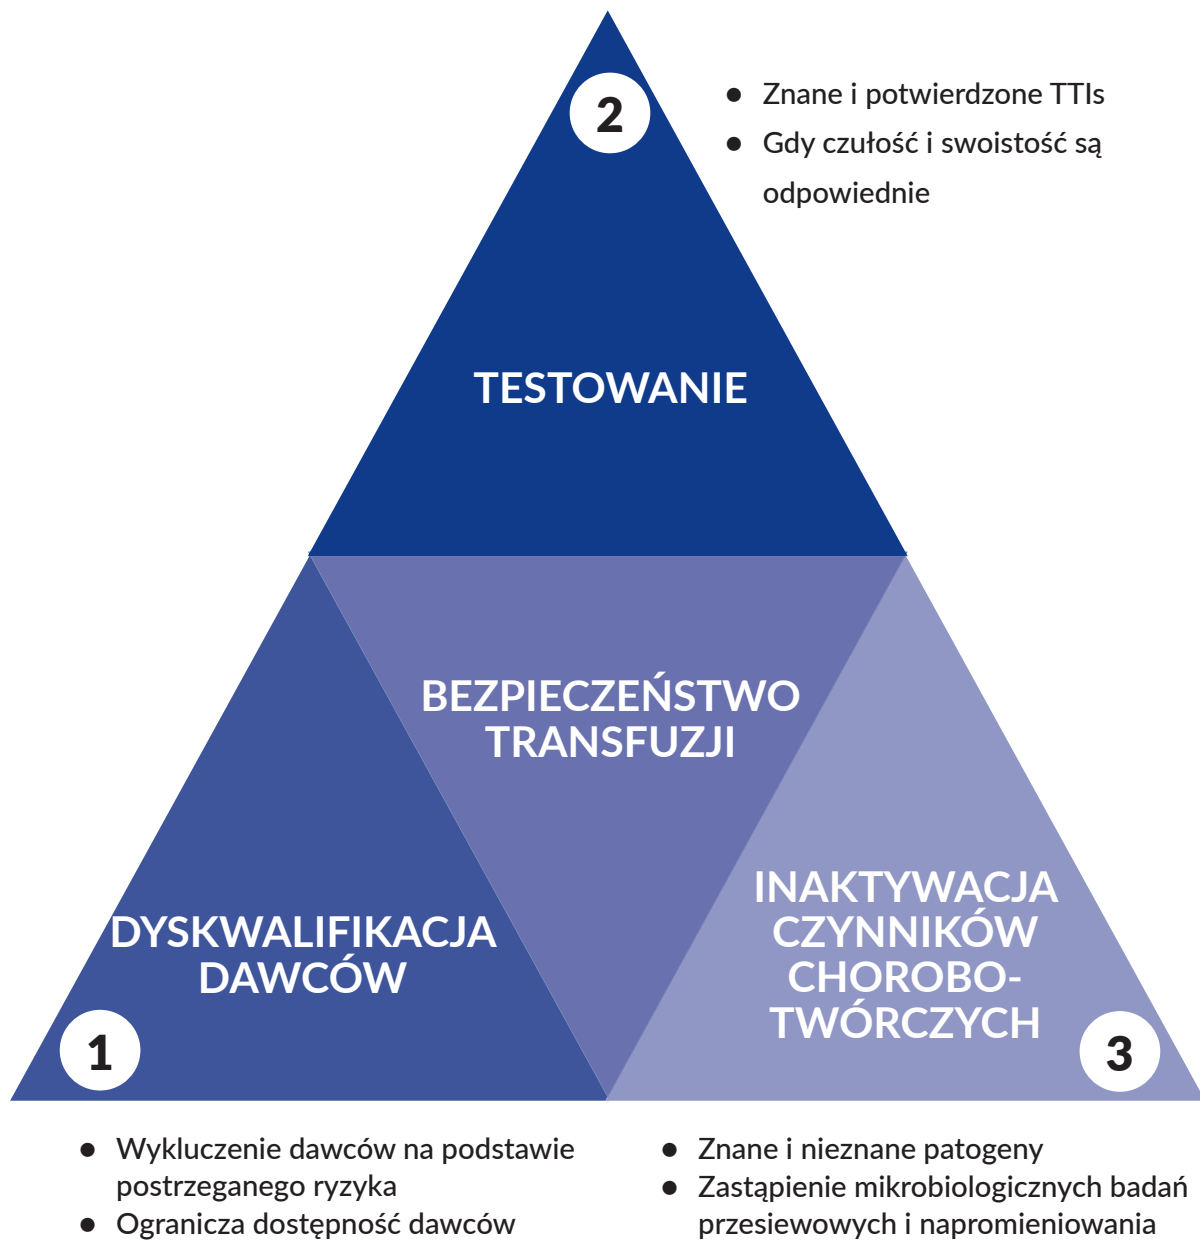 2
● Znane i potwierdzone TTIs
● Gdy czułość i swoistość są
odpowiednie
TESTOWANIE
BEZPIECZEŃSTWO
TRANSFUZJI
DYSKWALIFIKACJA
DAWCÓW
1
INAKTYWACJA
CZYNNIKÓW
CHOROBO-
TWÓRCZYCH
3
● Wykluczenie dawców na podstawie
postrzeganego ryzyka
● Ogranicza dostępność dawców
● Znane i nieznane patogeny
● Zastąpienie mikrobiologicznych badań
przesiewowych i napromieniowania